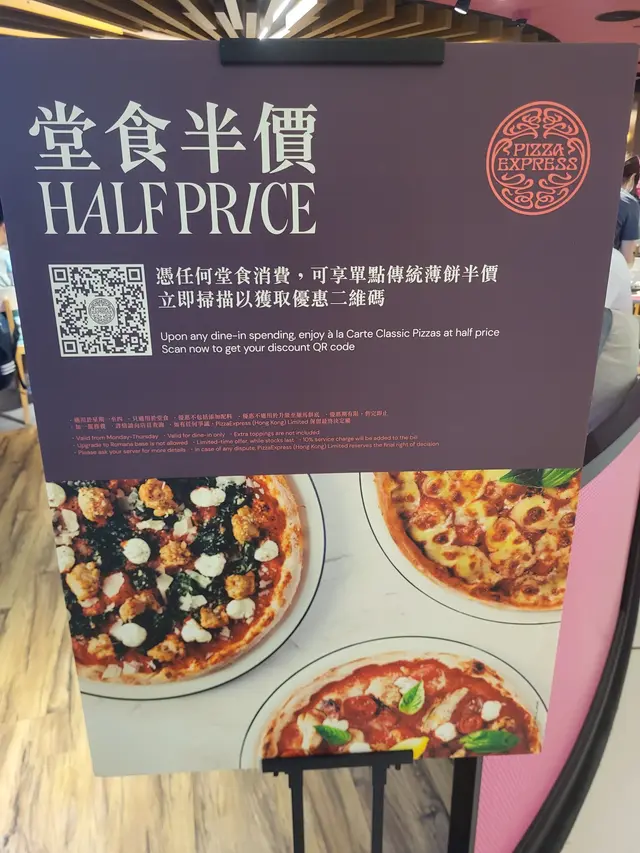 堂食半價
HALF PRICE
PIZZA
EXPRESS
憑任何堂食消費，可享單點傳統薄餅半價
立即掃描以獲取優惠二維碼
Upon any dine-in spending, enjoy à la Carte Classic Pizzas at half price
Scan now to get your discount QR code
· Valid from Monday-Thursday · Valid for dine-in only · Extra toppings are not included
· Upgrade to Romana base is not allowed · Limited-time offer, while stocks last. · 10% service charge will be added to the bill
· Please ask your server for more details · In case of any dispute, PizzaExpress (Hong Kong) Limited reserves the final right of decision